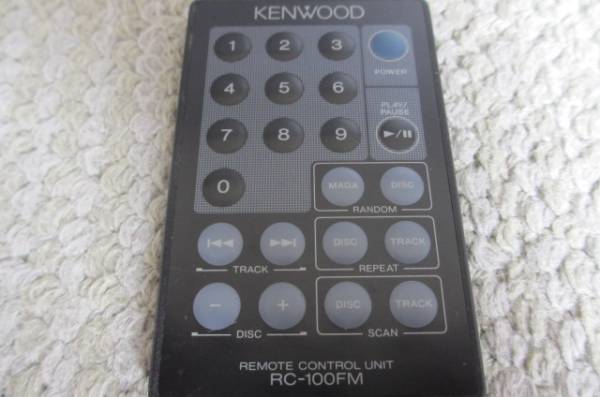 KENWOOD
1 2 3
POWER
4 5 6
PLAY/
PAUSE
7 8 9
0
MAGA DISC
RANDOM
DISC TRACK
TRACK
REPEAT
− +
DISC TRACK
DISC
SCAN
REMOTE CONTROL UNIT
RC-100FM